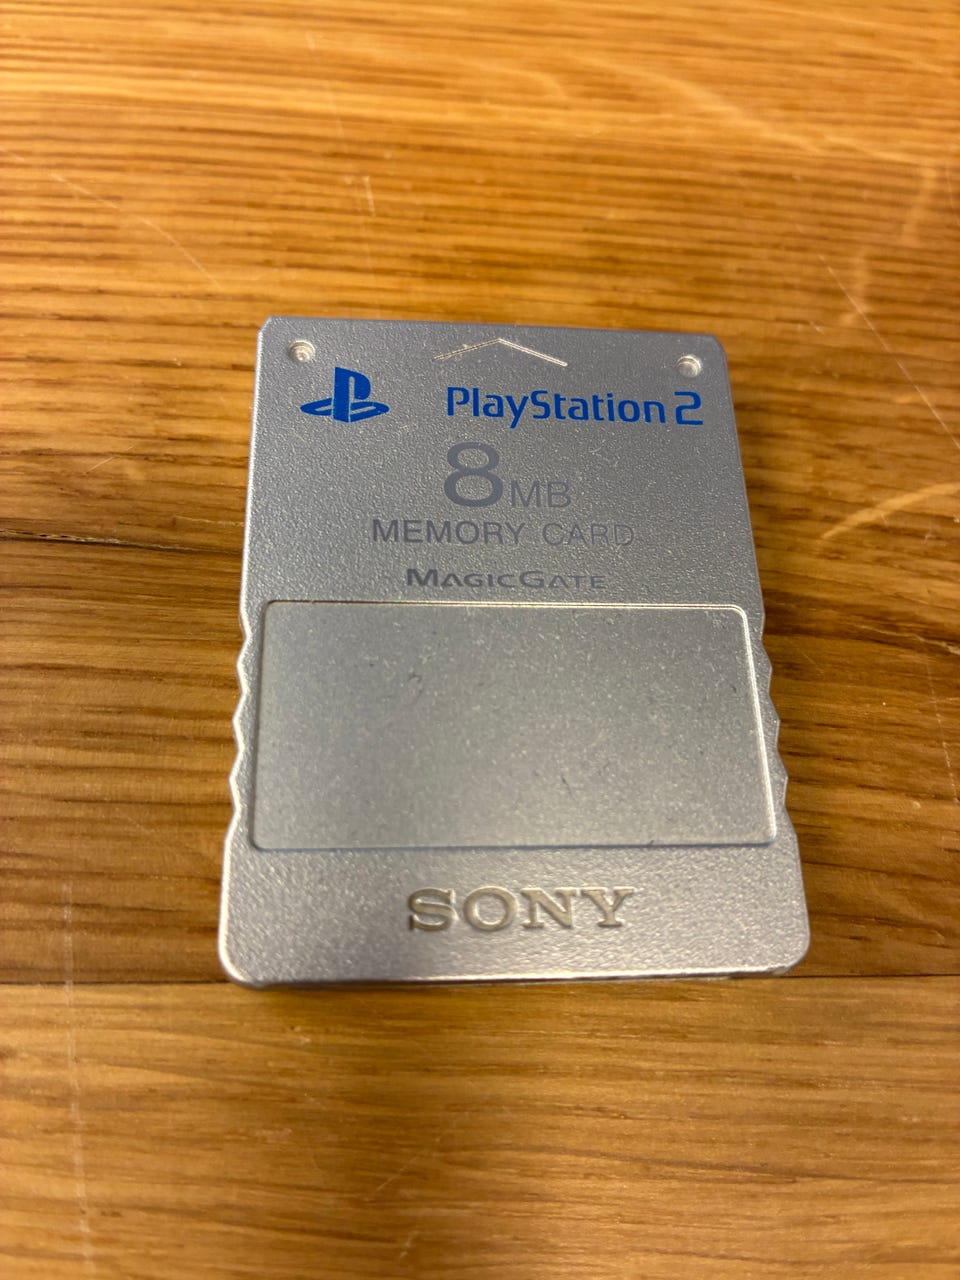 PlayStation 2
8MB
MEMORY CARD
MAGICGATE
SONY